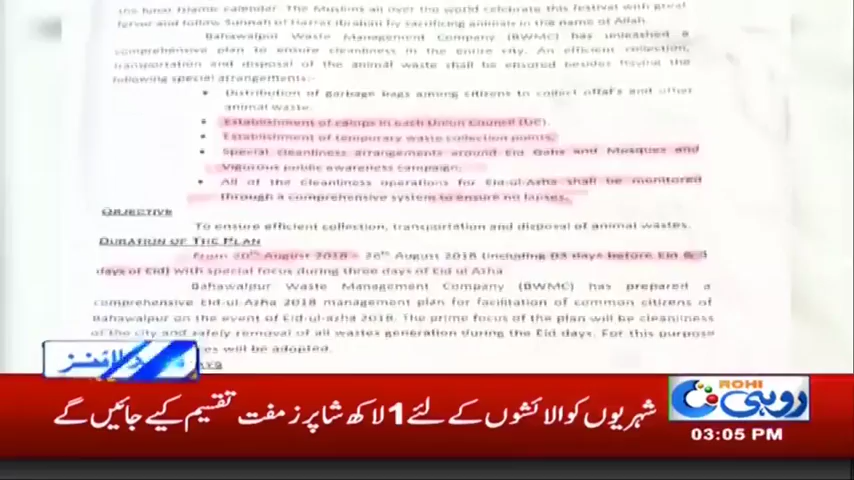 the lunar Islamic calendar. The Muslims all over the world celebrate this festival with great
fervor and follow Sunnah of Hazrat Ibrahim by sacrificing animals in the name of Allah.
Bahawalpur Waste Management Company (BWMC) has unleashed a
comprehensive plan to ensure cleanliness in the entire city. An efficient collection,
transportation and disposal of the animal waste shall be ensured besides having the
following special arrangements:-
• Distribution of garbage bags among citizens to collect offal's and other
animal waste.
• Establishment of camps in each Union Council (UC).
• Establishment of temporary waste collection points.
• Special cleanliness arrangements around Eid Gahs and Mosques and
Vigorous public awareness campaign.
• All of the Cleanliness operations for Eid-ul-Azha shall be monitored
through a comprehensive system to ensure no lapses.
OBJECTIVE
To ensure efficient collection, transportation and disposal of animal wastes.
DURATION OF THE PLAN
From 20th August 2018 - 26th August 2018 (including 03 days before Eid & 3
days of Eid) with special focus during three days of Eid ul Azha
Bahawalpur Waste Management Company (BWMC) has prepared a
comprehensive Eid-ul-Azha 2018 management plan for facilitation of common citizens of
Bahawalpur on the event of Eid-ul-azha 2018. The prime focus of the plan will be cleanliness
of the city and safely removal of all wastes generation during the Eid days. For this purpose
will be adopted.
ہیڈ لائنز
شہریوں کو الائشوں کے لئے 1 لاکھ شاپرز مفت تقسیم کیے جائیں گے
ROHI
روہی
03:05 PM